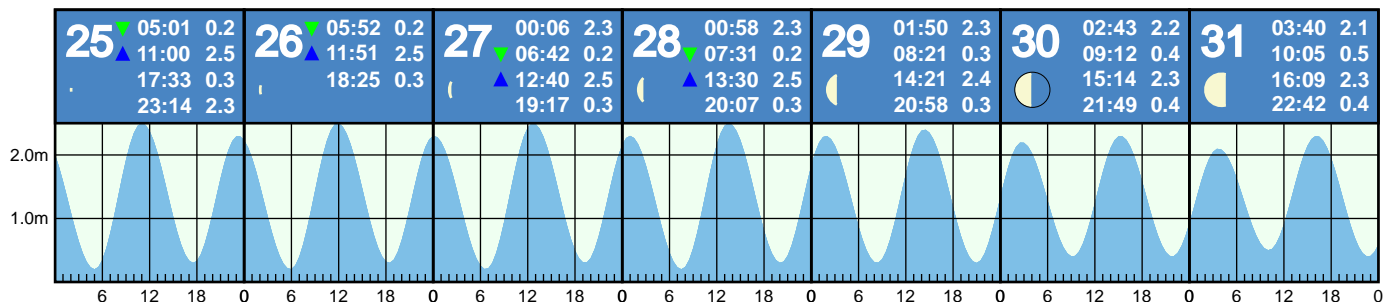 25 ▼ 05:01 0.2
▲ 11:00 2.5
17:33 0.3
23:14 2.3
26 ▼ 05:52 0.2
▲ 11:51 2.5
18:25 0.3
27 00:06 2.3
▼ 06:42 0.2
▲ 12:40 2.5
19:17 0.3
28 00:58 2.3
▼ 07:31 0.2
▲ 13:30 2.5
20:07 0.3
29 01:50 2.3
08:21 0.3
14:21 2.4
20:58 0.3
30 02:43 2.2
09:12 0.4
15:14 2.3
21:49 0.4
31 03:40 2.1
10:05 0.5
16:09 2.3
22:42 0.4
2.0m
1.0m
6 12 18 0 6 12 18 0 6 12 18 0 6 12 18 0 6 12 18 0 6 12 18 0 6 12 18 0